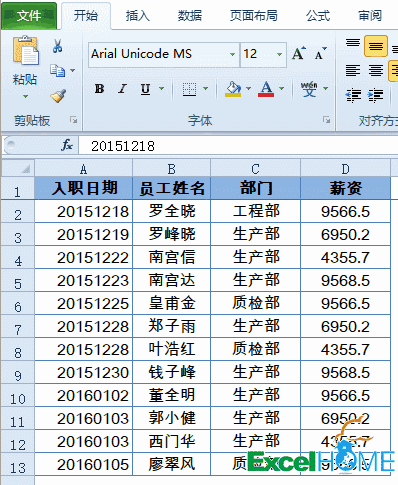 文件 开始 插入 数据 页面布局 公式 审阅
Arial Unicode MS 12 A A
粘贴 B I U A wén 文
剪贴板 字体 对齐方
fx 20151218
A B C D
1 入职日期 员工姓名 部门 薪资
2 20151218 罗全晓 工程部 9566.5
3 20151219 罗峰晓 生产部 6950.2
4 20151222 南宫信 生产部 4355.7
5 20151223 南宫达 生产部 9568.5
6 20151225 皇甫金 质检部 9566.5
7 20151228 郑子雨 生产部 6950.2
8 20151228 叶浩红 质检部 4355.7
9 20151230 钱子峰 生产部 9568.5
10 20160102 董全明 生产部 9566.5
11 20160103 郭小健 生产部 6950.2
12 20160103 西门华 生产部
13 20160105 廖翠风
Excel HOME